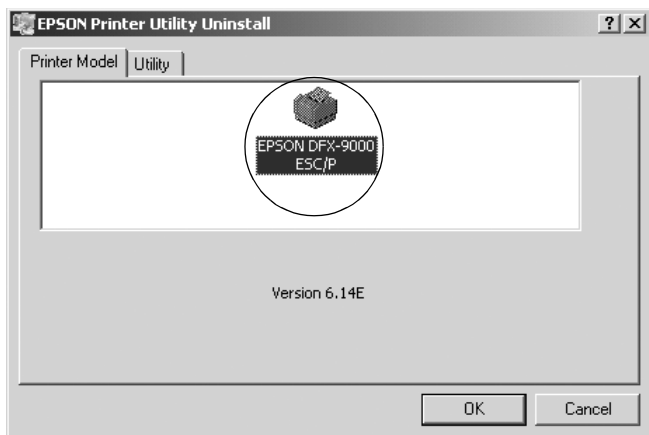 EPSON Printer Utility Uninstall
Printer Model
Utility
EPSON DFX-9000
ESC/P
Version 6.14E
OK
Cancel